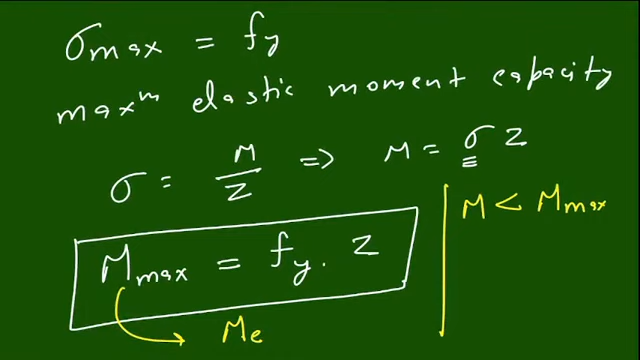 σmax = fy
maxᵐ elastic moment capacity
σ = M/Z ⇒ M = σ Z
M < Mmax
Mmax = fy . Z
Me